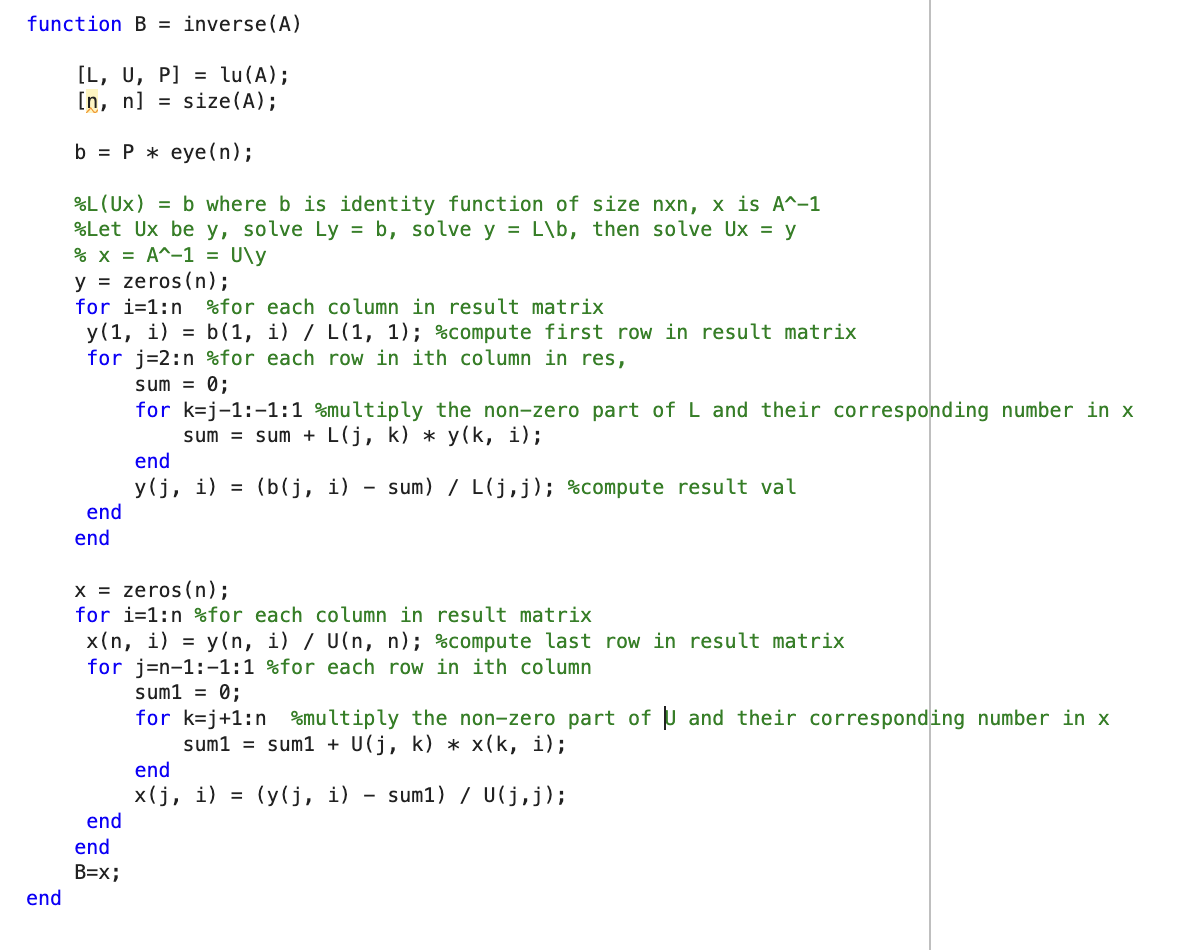 function B = inverse(A)
[L, U, P] = lu(A);
[n, n] = size(A);
b = P * eye(n);
%L(Ux) = b where b is identity function of size nxn, x is A^-1
%Let Ux be y, solve Ly = b, solve y = L\b, then solve Ux = y
% x = A^-1 = U\y
y = zeros(n);
for i=1:n  %for each column in result matrix
y(1, i) = b(1, i) / L(1, 1); %compute first row in result matrix
for j=2:n %for each row in ith column in res,
sum = 0;
for k=j-1:-1:1 %multiply the non-zero part of L and their corresponding number in x
sum = sum + L(j, k) * y(k, i);
end
y(j, i) = (b(j, i) - sum) / L(j,j); %compute result val
end
end
x = zeros(n);
for i=1:n %for each column in result matrix
x(n, i) = y(n, i) / U(n, n); %compute last row in result matrix
for j=n-1:-1:1 %for each row in ith column
sum1 = 0;
for k=j+1:n  %multiply the non-zero part of U and their corresponding number in x
sum1 = sum1 + U(j, k) * x(k, i);
end
x(j, i) = (y(j, i) - sum1) / U(j,j);
end
end
B=x;
end